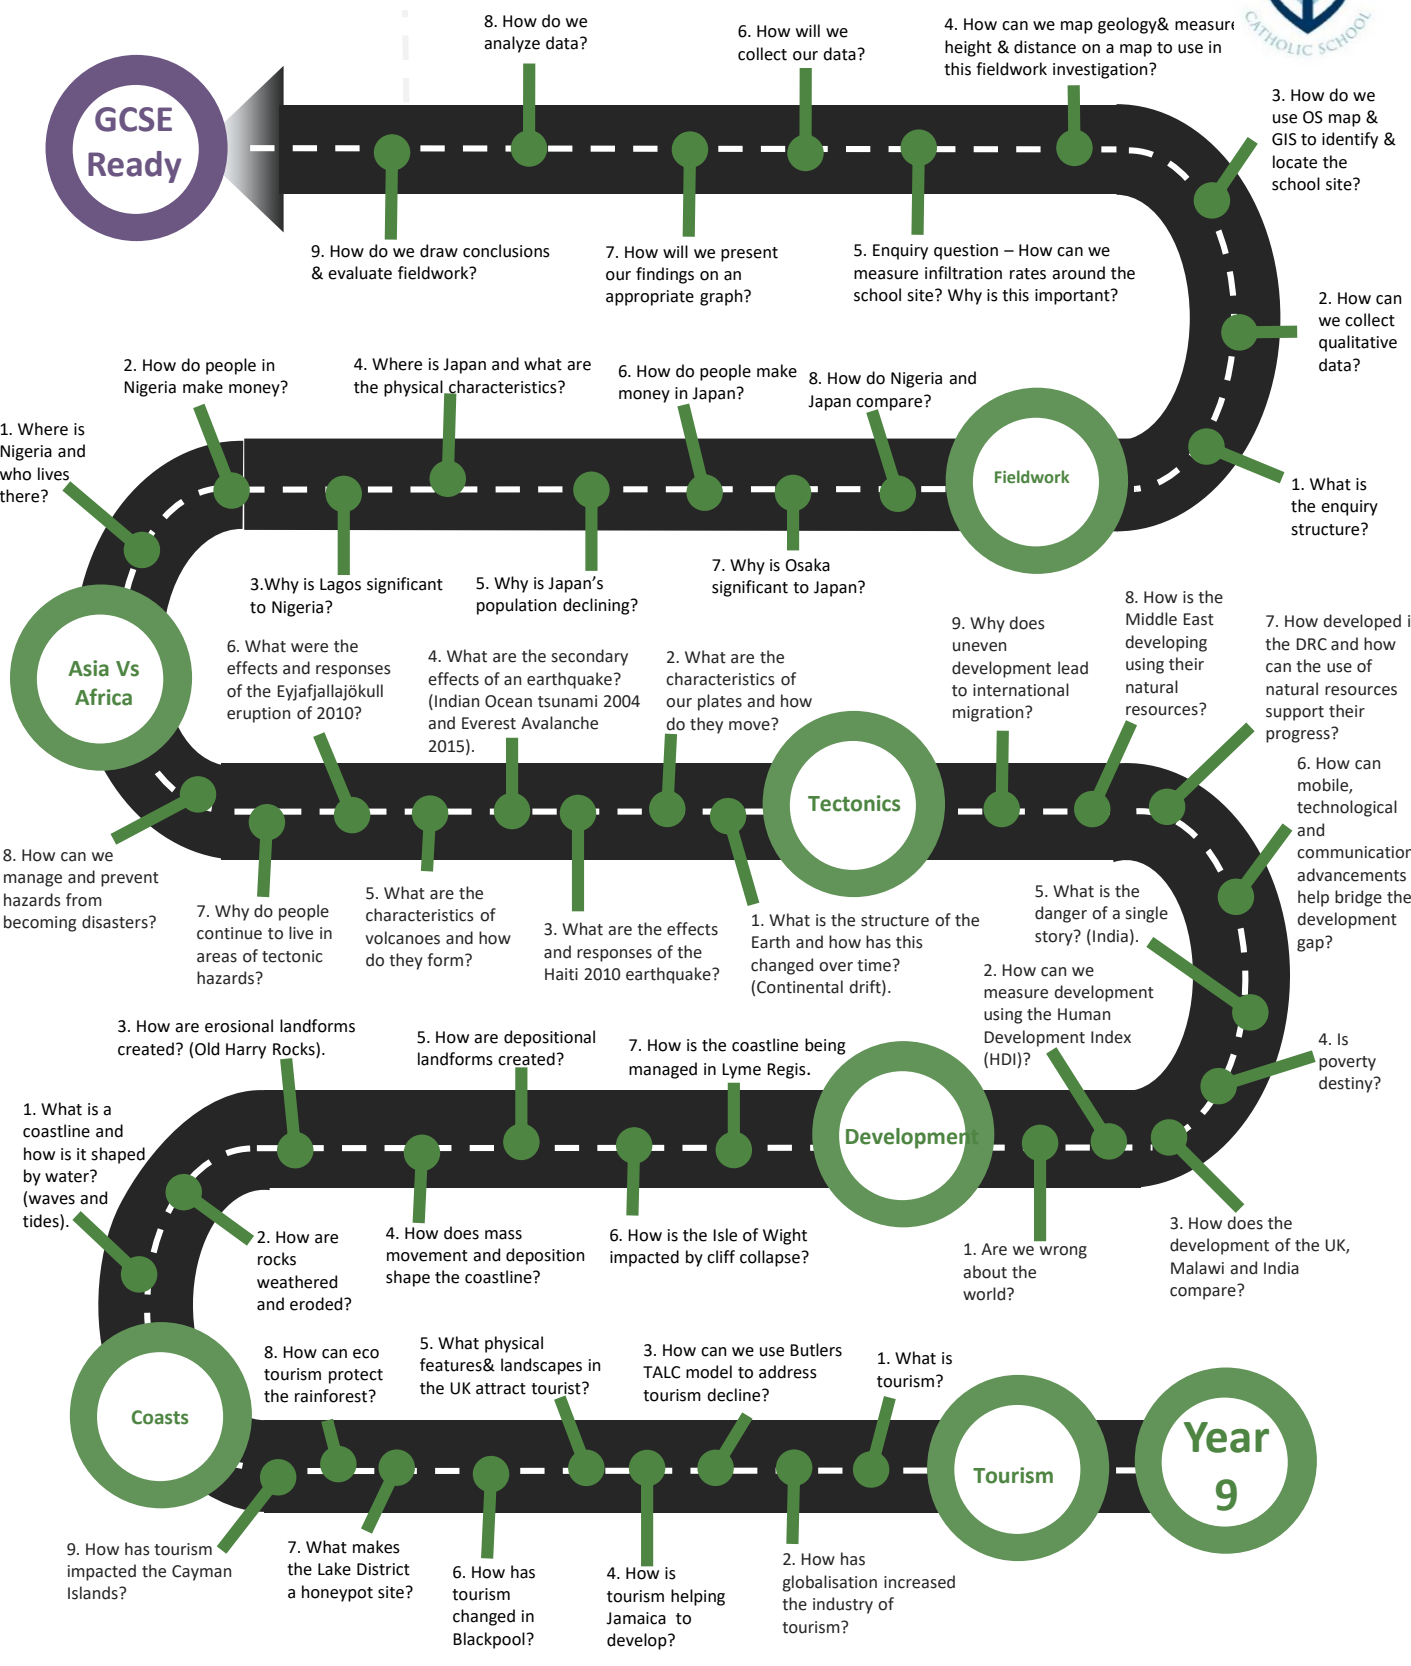 8. How do we
analyze data?
6. How will we
collect our data?
4. How can we map geology& measure
height & distance on a map to use in
this fieldwork investigation?
CATHOLIC SCHOOL
3. How do we
use OS map &
GIS to identify &
locate the
school site?
GCSE
Ready
9. How do we draw conclusions
& evaluate fieldwork?
7. How will we present
our findings on an
appropriate graph?
5. Enquiry question – How can we
measure infiltration rates around the
school site? Why is this important?
2. How can
we collect
qualitative
data?
2. How do people in
Nigeria make money?
4. Where is Japan and what are
the physical characteristics?
6. How do people make
money in Japan?
8. How do Nigeria and
Japan compare?
1. Where is
Nigeria and
who lives
there?
Fieldwork
1. What is
the enquiry
structure?
3.Why is Lagos significant
to Nigeria?
5. Why is Japan's
population declining?
7. Why is Osaka
significant to Japan?
Asia Vs
Africa
6. What were the
effects and responses
of the Eyjafjallajökull
eruption of 2010?
4. What are the secondary
effects of an earthquake?
(Indian Ocean tsunami 2004
and Everest Avalanche
2015).
2. What are the
characteristics of
our plates and how
do they move?
9. Why does
uneven
development lead
to international
migration?
8. How is the
Middle East
developing
using their
natural
resources?
7. How developed i
the DRC and how
can the use of
natural resources
support their
progress?
Tectonics
6. How can
mobile,
technological
and
communication
advancements
help bridge the
development
gap?
8. How can we
manage and prevent
hazards from
becoming disasters?
7. Why do people
continue to live in
areas of tectonic
hazards?
5. What are the
characteristics of
volcanoes and how
do they form?
3. What are the effects
and responses of the
Haiti 2010 earthquake?
1. What is the structure of the
Earth and how has this
changed over time?
(Continental drift).
5. What is the
danger of a single
story? (India).
2. How can we
measure development
using the Human
Development Index
(HDI)?
4. Is
poverty
destiny?
3. How are erosional landforms
created? (Old Harry Rocks).
5. How are depositional
landforms created?
7. How is the coastline being
managed in Lyme Regis.
1. What is a
coastline and
how is it shaped
by water?
(waves and
tides).
Development
2. How are
rocks
weathered
and eroded?
4. How does mass
movement and deposition
shape the coastline?
6. How is the Isle of Wight
impacted by cliff collapse?
1. Are we wrong
about the
world?
3. How does the
development of the UK,
Malawi and India
compare?
8. How can eco
tourism protect
the rainforest?
5. What physical
features& landscapes in
the UK attract tourist?
3. How can we use Butlers
TALC model to address
tourism decline?
1. What is
tourism?
Coasts
Tourism
Year
9
9. How has tourism
impacted the Cayman
Islands?
7. What makes
the Lake District
a honeypot site?
6. How has
tourism
changed in
Blackpool?
4. How is
tourism helping
Jamaica to
develop?
2. How has
globalisation increased
the industry of
tourism?